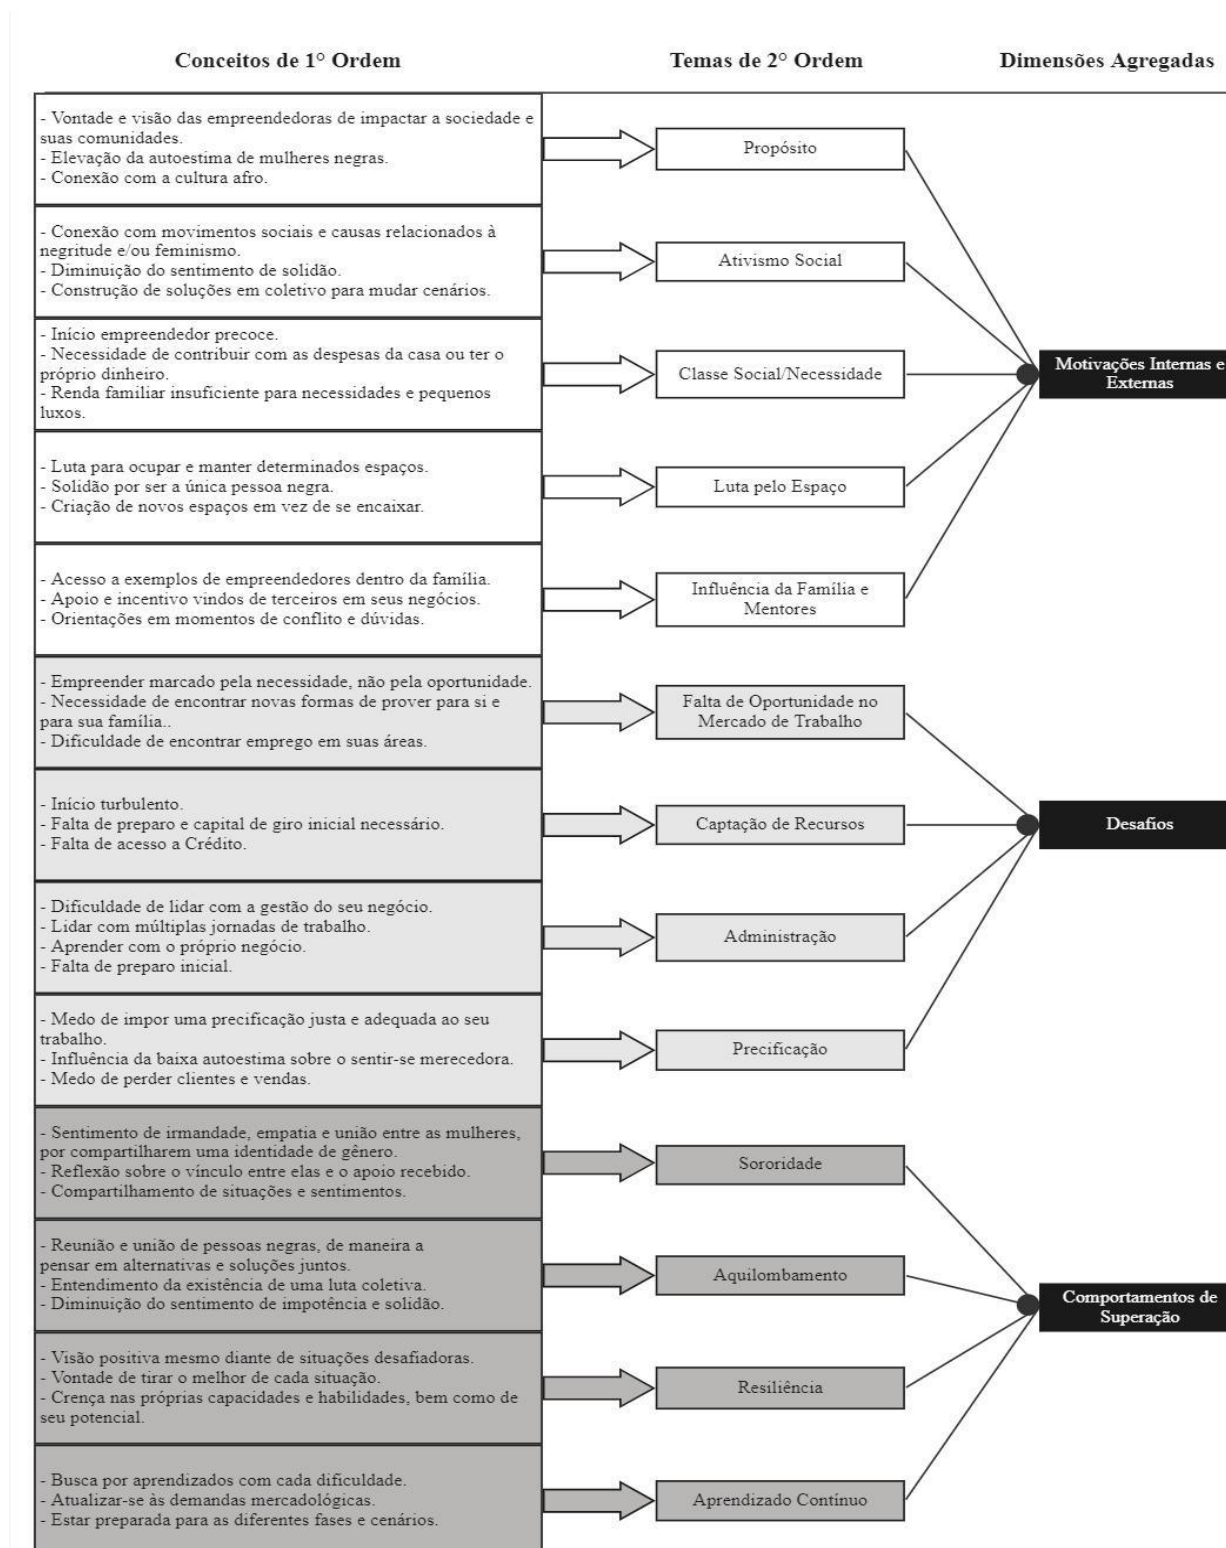 Conceitos de 1° Ordem
Temas de 2° Ordem
Dimensões Agregadas
- Vontade e visão das empreendedoras de impactar a sociedade e
suas comunidades.
- Elevação da autoestima de mulheres negras.
- Conexão com a cultura afro.
Propósito
- Conexão com movimentos sociais e causas relacionados à
negritude e/ou feminismo.
- Diminuição do sentimento de solidão.
- Construção de soluções em coletivo para mudar cenários.
Ativismo Social
- Início empreendedor precoce.
- Necessidade de contribuir com as despesas da casa ou ter o
próprio dinheiro.
- Renda familiar insuficiente para necessidades e pequenos
luxos.
Classe Social/Necessidade
Motivações Internas e
Externas
- Luta para ocupar e manter determinados espaços.
- Solidão por ser a única pessoa negra.
- Criação de novos espaços em vez de se encaixar.
Luta pelo Espaço
- Acesso a exemplos de empreendedores dentro da família.
- Apoio e incentivo vindos de terceiros em seus negócios.
- Orientações em momentos de conflito e dúvidas.
Influência da Família e
Mentores
- Empreender marcado pela necessidade, não pela oportunidade.
- Necessidade de encontrar novas formas de prover para si e
para sua família..
- Dificuldade de encontrar emprego em suas áreas.
Falta de Oportunidade no
Mercado de Trabalho
- Início turbulento.
- Falta de preparo e capital de giro inicial necessário.
- Falta de acesso a Crédito.
Captação de Recursos
Desafios
- Dificuldade de lidar com a gestão do seu negócio.
- Lidar com múltiplas jornadas de trabalho.
- Aprender com o próprio negócio.
- Falta de preparo inicial.
Administração
- Medo de impor uma precificação justa e adequada ao seu
trabalho.
- Influência da baixa autoestima sobre o sentir-se merecedora.
- Medo de perder clientes e vendas.
Precificação
- Sentimento de irmandade, empatia e união entre as mulheres,
por compartilharem uma identidade de gênero.
- Reflexão sobre o vínculo entre elas e o apoio recebido.
- Compartilhamento de situações e sentimentos.
Sororidade
- Reunião e união de pessoas negras, de maneira a
pensar em alternativas e soluções juntos.
- Entendimento da existência de uma luta coletiva.
- Diminuição do sentimento de impotência e solidão.
Aquilombamento
Comportamentos de
Superação
- Visão positiva mesmo diante de situações desafiadoras.
- Vontade de tirar o melhor de cada situação.
- Crença nas próprias capacidades e habilidades, bem como de
seu potencial.
Resiliência
- Busca por aprendizados com cada dificuldade.
- Atualizar-se às demandas mercadológicas.
- Estar preparada para as diferentes fases e cenários.
Aprendizado Contínuo